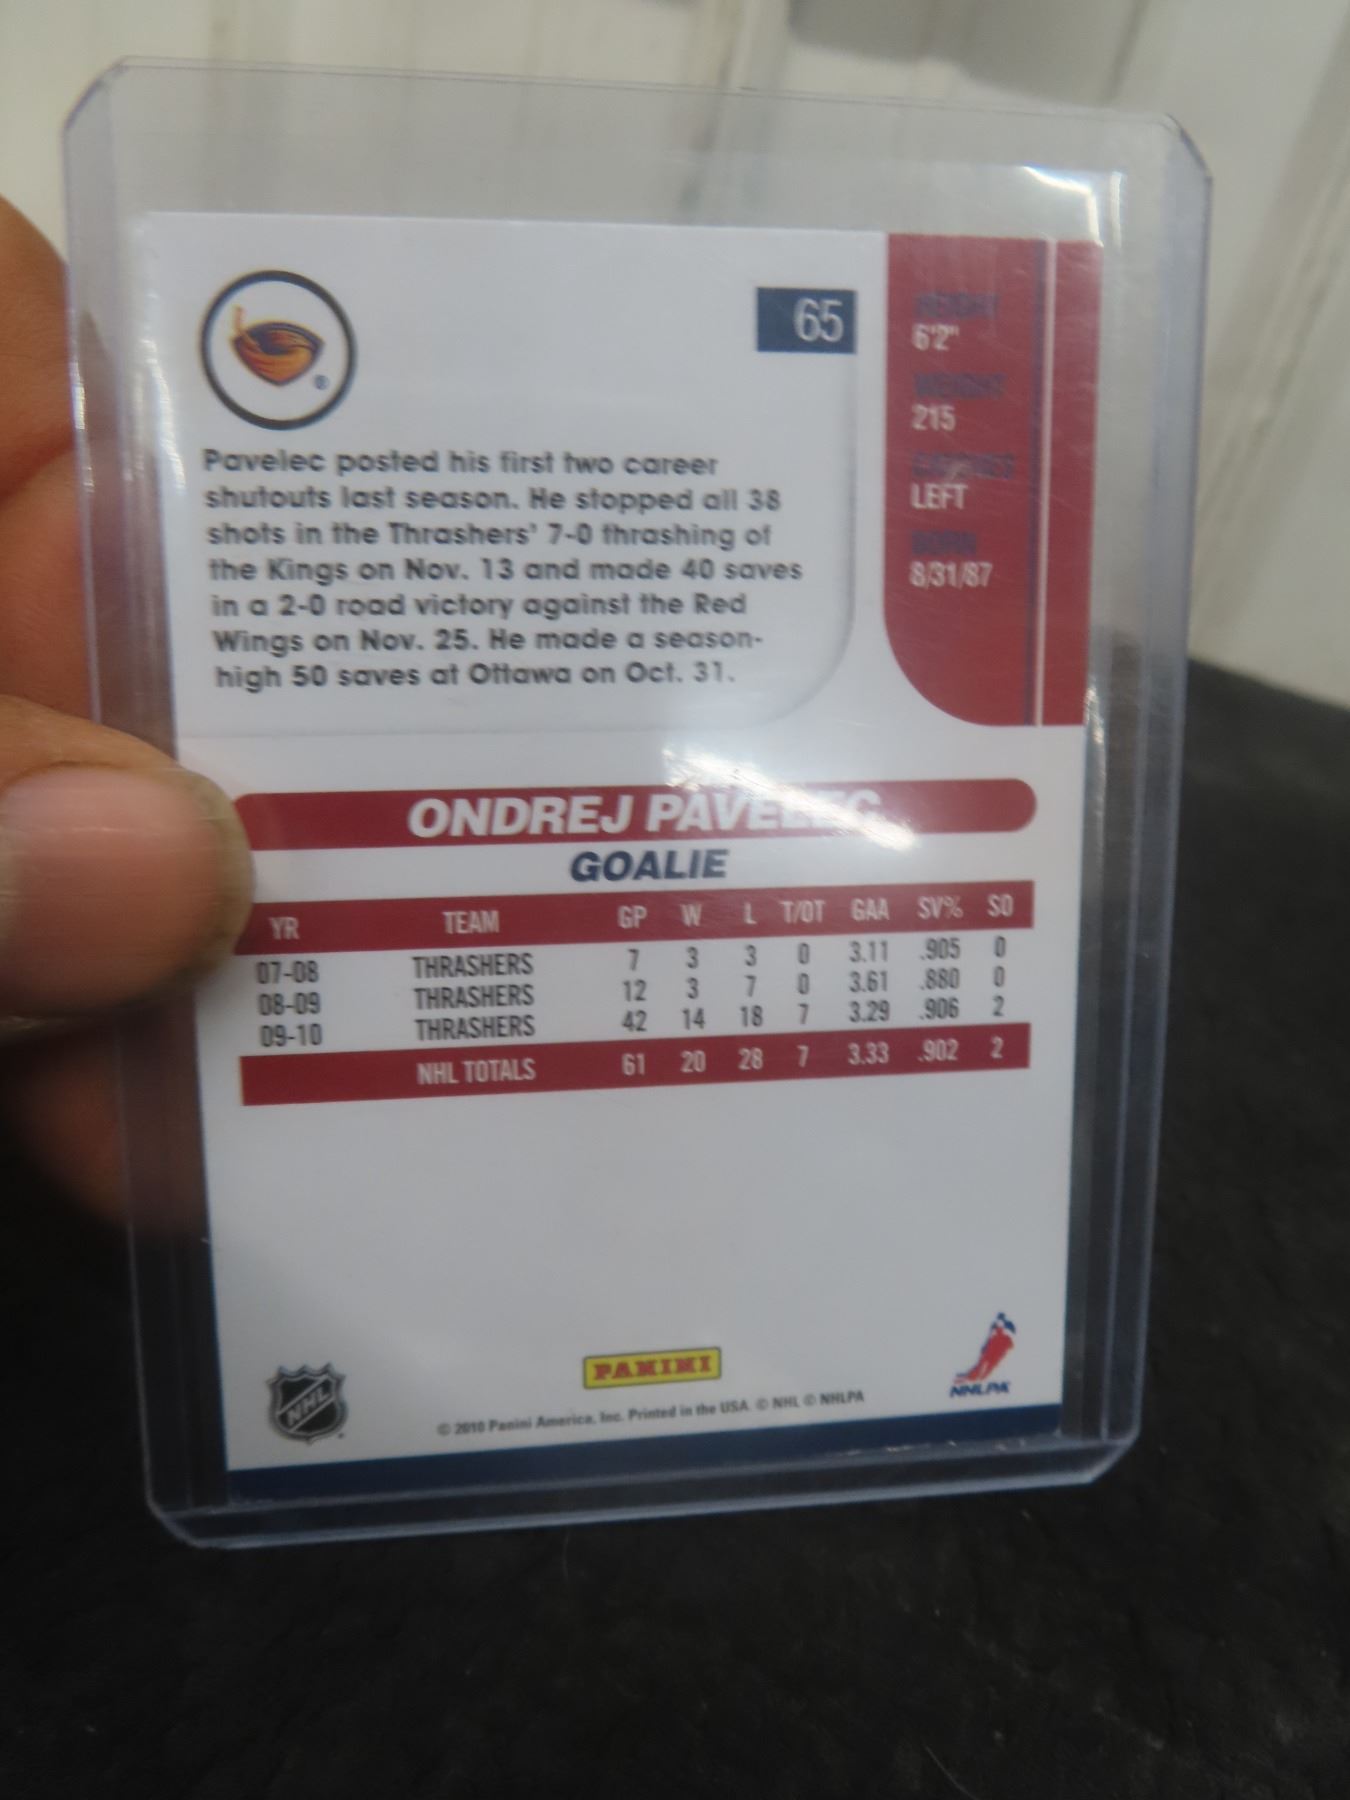 65
HEIGHT
6'2"
WEIGHT
215
CATCHES
LEFT
BORN
8/31/87
Pavelec posted his first two career
shutouts last season. He stopped all 38
shots in the Thrashers' 7-0 thrashing of
the Kings on Nov. 13 and made 40 saves
in a 2-0 road victory against the Red
Wings on Nov. 25. He made a season-
high 50 saves at Ottawa on Oct. 31.
ONDREJ PAVELEC
GOALIE
YR TEAM GP W L T/OT GAA SV% SO
07-08 THRASHERS 7 3 3 0 3.11 .905 0
08-09 THRASHERS 12 3 7 0 3.61 .880 0
09-10 THRASHERS 42 14 18 7 3.29 .906 2
NHL TOTALS 61 20 28 7 3.33 .902 2
NHL
PANINI
NHLPA
© 2010 Panini America, Inc. Printed in the USA. © NHL © NHLPA